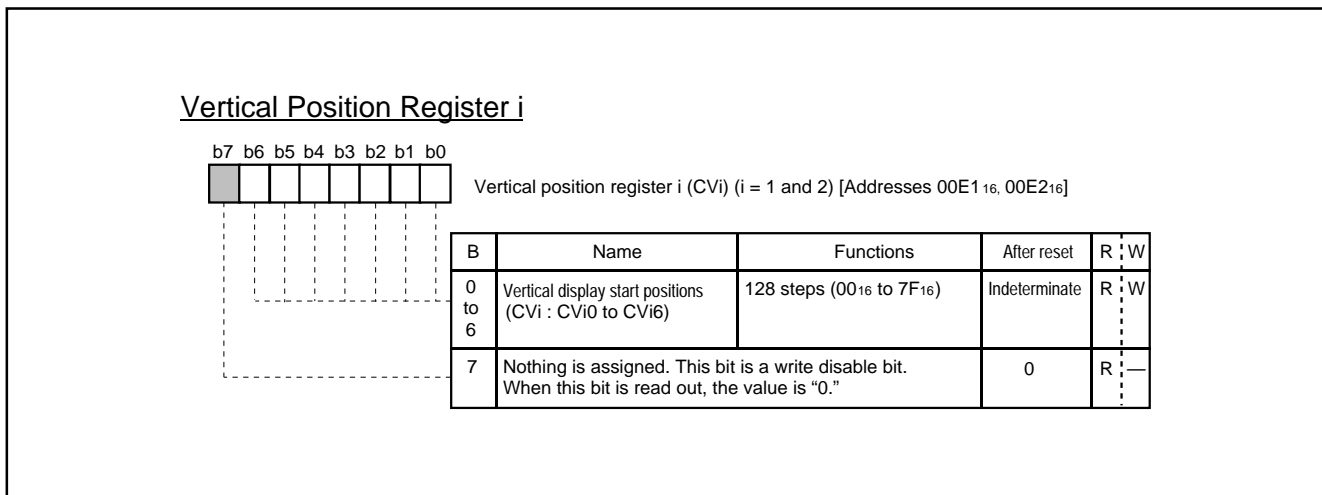 Vertical Position Register i
b7 b6 b5 b4 b3 b2 b1 b0
Vertical position register i (CVi) (i = 1 and 2) [Addresses 00E1 16, 00E216]
B Name Functions After reset R W
0 to 6 Vertical display start positions (CVi : CVi0 to CVi6) 128 steps (0016 to 7F16) Indeterminate R W
7 Nothing is assigned. This bit is a write disable bit. 0 R —
When this bit is read out, the value is “0.”